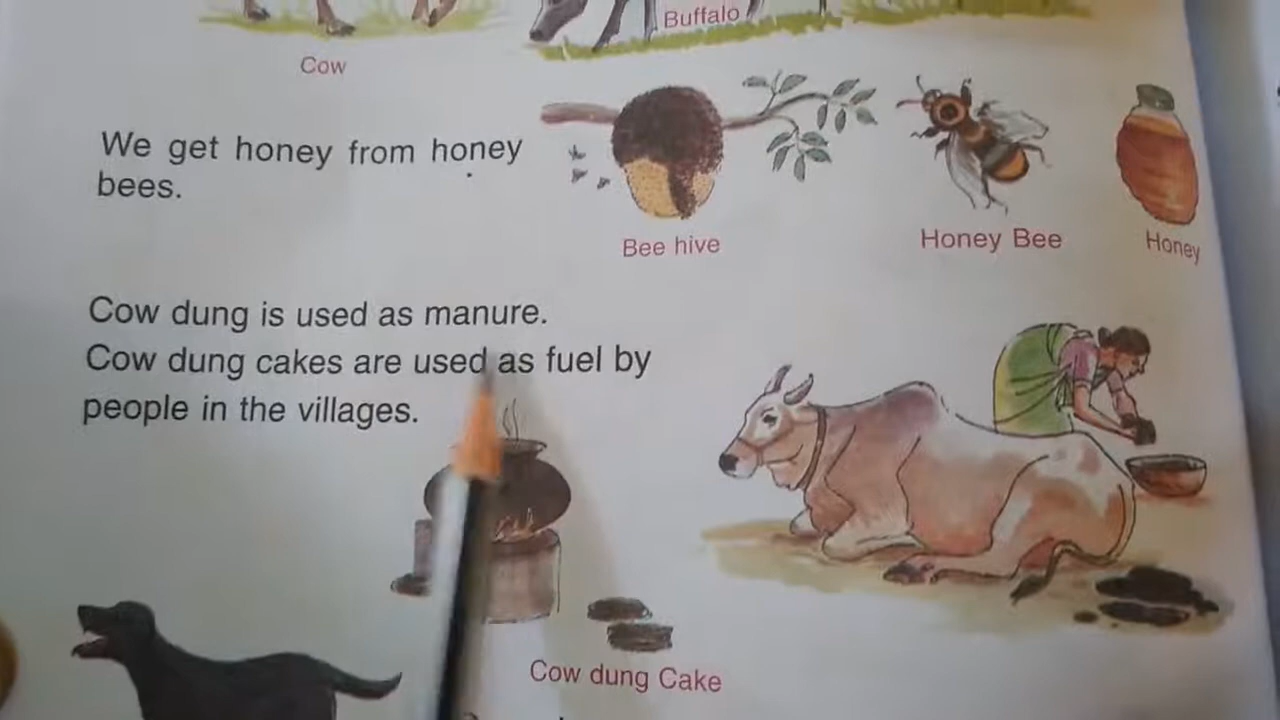 Buffalo
Cow
We get honey from honey
bees.
Bee hive
Honey Bee
Honey
Cow dung is used as manure.
Cow dung cakes are used as fuel by
people in the villages.
Cow dung Cake